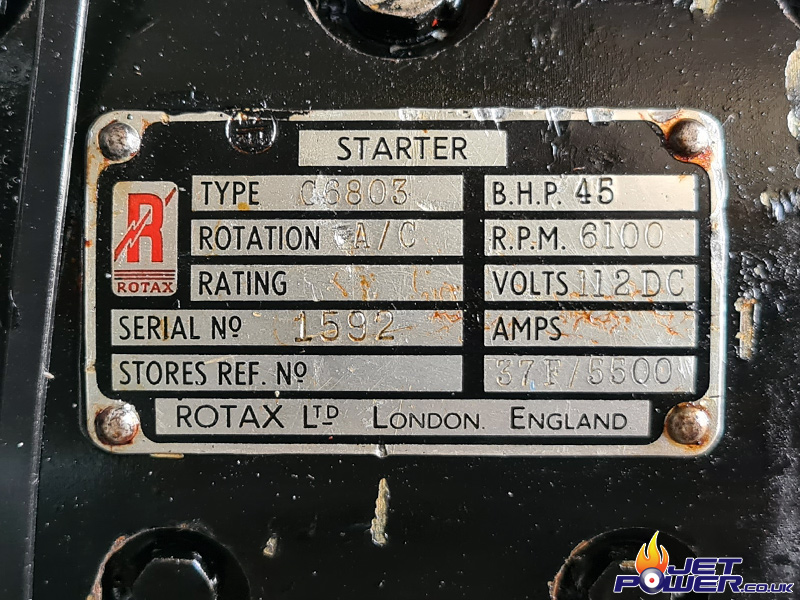 STARTER
TYPE C6803
B.H.P. 45
ROTATION A/C
R.P.M. 6100
RATING
VOLTS 112DC
R
ROTAX
SERIAL Nº 1592
AMPS
STORES REF. Nº
37F/5500
ROTAX LTD LONDON. ENGLAND.
JET
POWER.co.uk